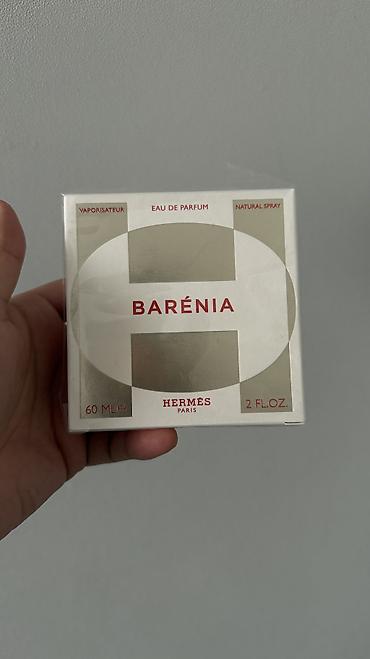 VAPORISATEUR
EAU DE PARFUM
NATURAL SPRAY
BARÉNIA
HERMÈS
PARIS
60 ML℮
2 FL.OZ.